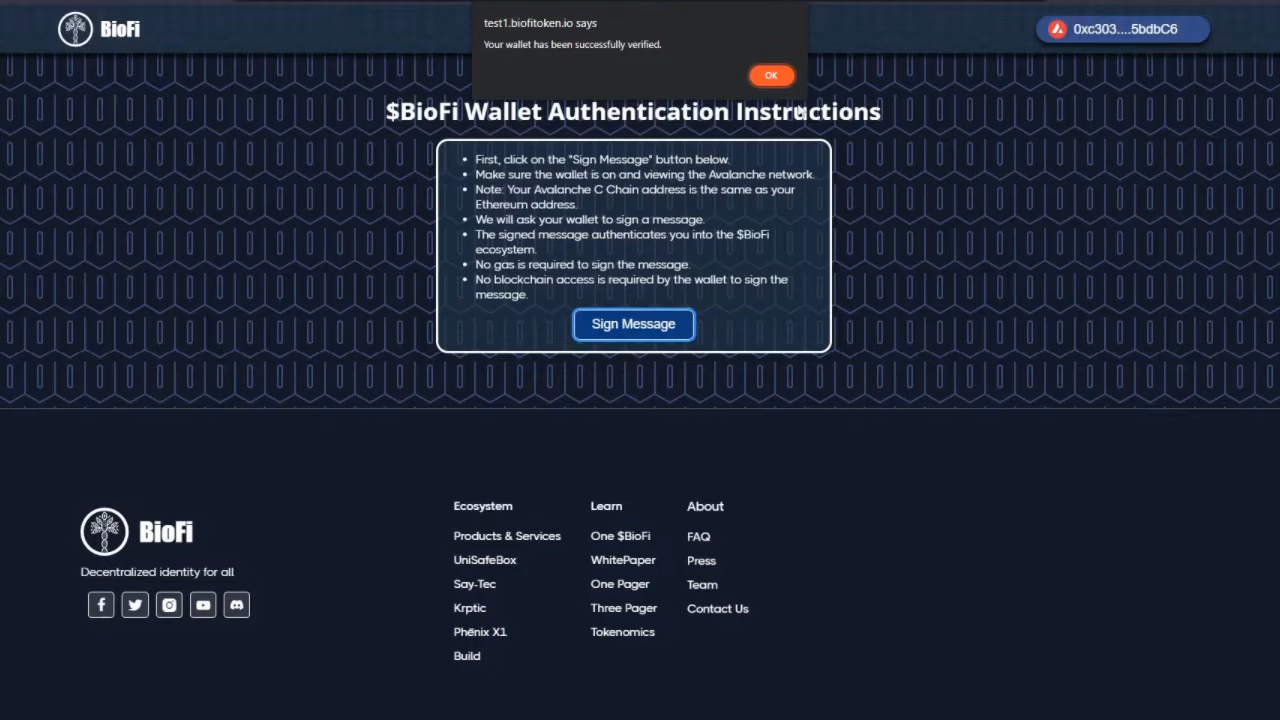 test1.biofitoken.io says
Your wallet has been successfully verified.
OK
BioFi
0xc303....5bdbC6
$BioFi Wallet Authentication Instructions
• First, click on the "Sign Message" button below.
• Make sure the wallet is on and viewing the Avalanche network.
• Note: Your Avalanche C Chain address is the same as your
Ethereum address.
• We will ask your wallet to sign a message.
• The signed message authenticates you into the $BioFi
ecosystem.
• No gas is required to sign the message.
• No blockchain access is required by the wallet to sign the
message.
Sign Message
BioFi
Decentralized identity for all
Ecosystem
Products & Services
UniSafeBox
Say-Tec
Krptic
Phēnix X1
Build
Learn
One $BioFi
WhitePaper
One Pager
Three Pager
Tokenomics
About
FAQ
Press
Team
Contact Us